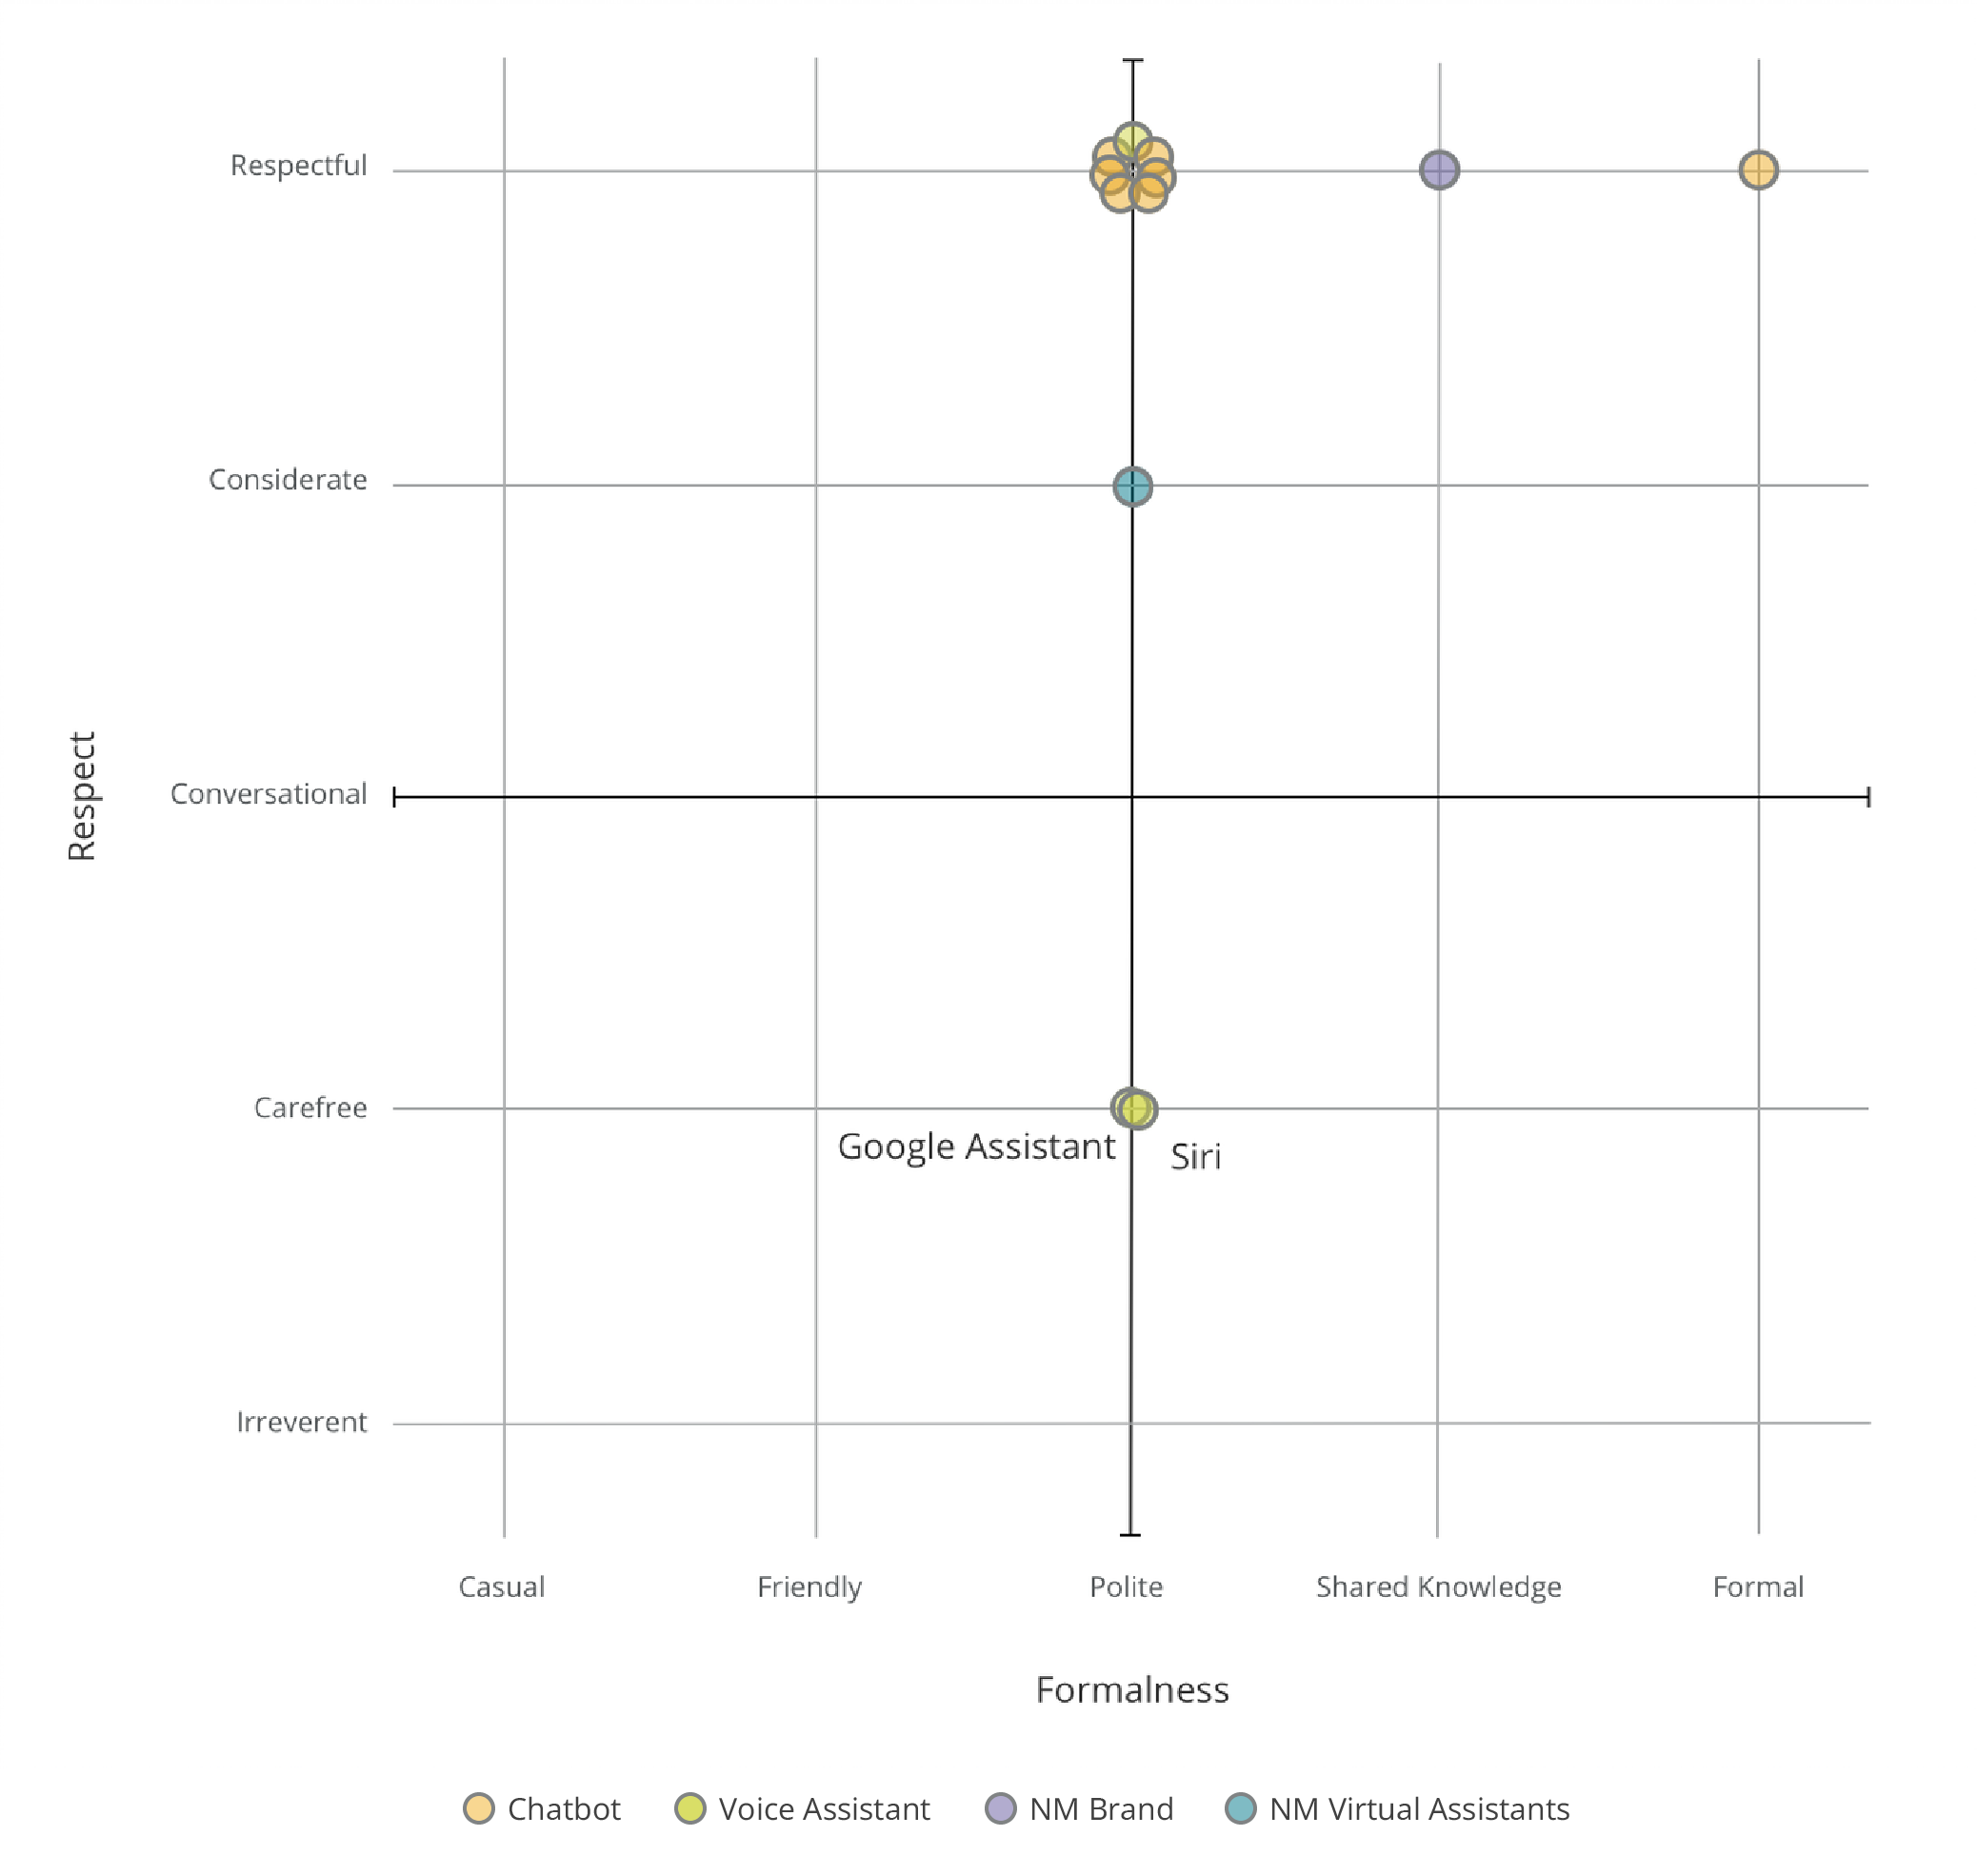 Respectful
Considerate
Conversational
Carefree
Irreverent
Respect
Google Assistant
Siri
Casual
Friendly
Polite
Shared Knowledge
Formal
Formalness
Chatbot
Voice Assistant
NM Brand
NM Virtual Assistants